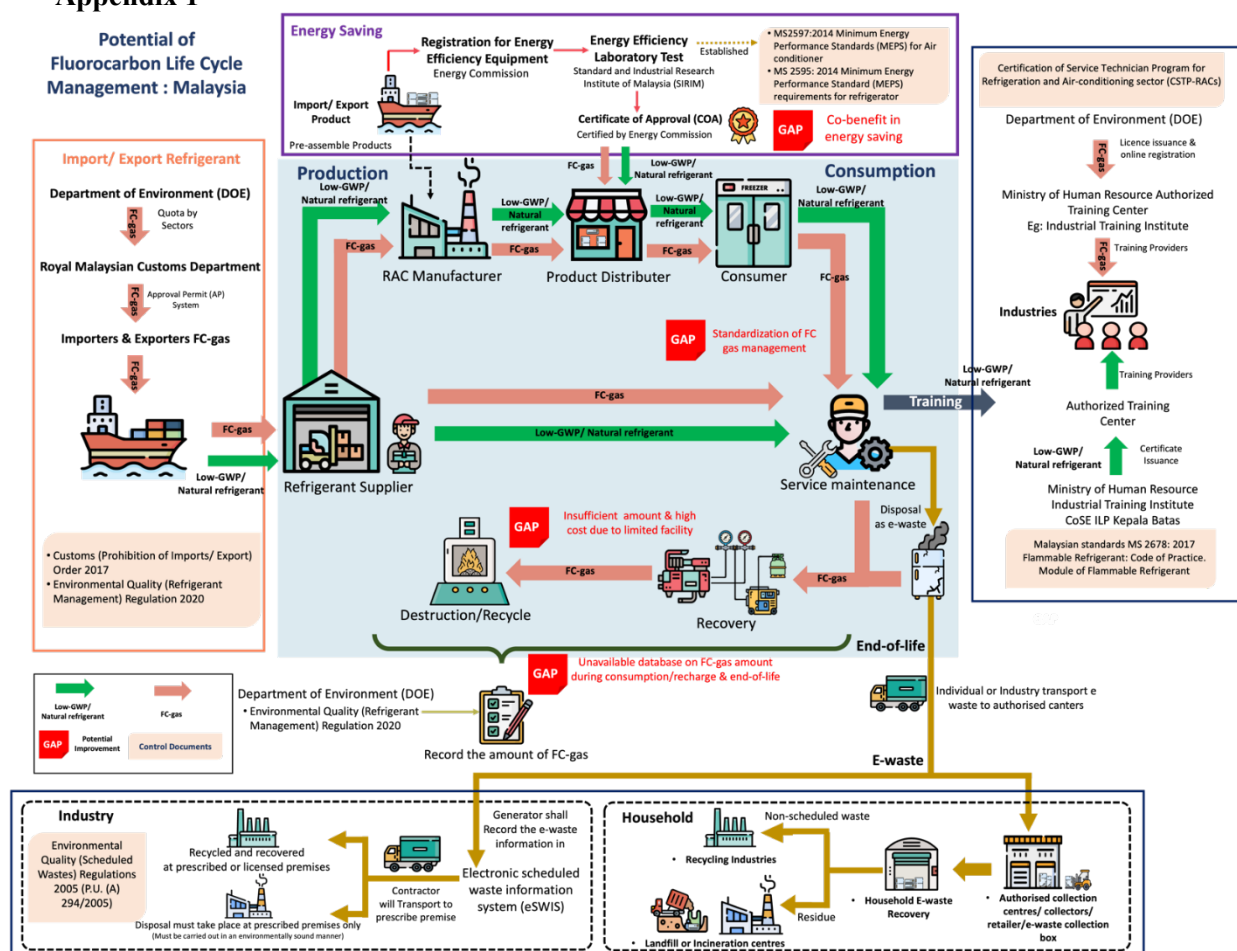 Appendix 1
Potential of
Fluorocarbon Life Cycle
Management : Malaysia
Energy Saving
Import/ Export
Product
Pre-assemble Products
Registration for Energy
Efficiency Equipment
Energy Commission
Energy Efficiency
Laboratory Test
Standard and Industrial Research
Institute of Malaysia (SIRIM)
Established
• MS2597:2014 Minimum Energy
Performance Standards (MEPS) for Air
conditioner
• MS 2595: 2014 Minimum Energy
Performance Standard (MEPS)
requirements for refrigerator
Certificate of Approval (COA)
Certified by Energy Commission
GAP
Co-benefit in
energy saving
Import/ Export Refrigerant
Department of Environment (DOE)
FC-gas
Quota by
Sectors
Royal Malaysian Customs Department
FC-gas
Approval Permit (AP)
System
Importers & Exporters FC-gas
FC-gas
FC-gas
Low-GWP/
Natural refrigerant
• Customs (Prohibition of Imports/ Export)
Order 2017
• Environmental Quality (Refrigerant
Management) Regulation 2020
Production
Consumption
Low-GWP/
Natural refrigerant
FC-gas
RAC Manufacturer
Low-GWP/
Natural
refrigerant
FC-gas
FC-gas
Low-GWP/
Natural refrigerant
Product Distributer
Low-GWP/
Natural
refrigerant
FC-gas
FREEZER
Consumer
Low-GWP/
Natural refrigerant
FC-gas
GAP
Standardization of FC
gas management
Refrigerant Supplier
FC-gas
Low-GWP/ Natural refrigerant
Service maintenance
Training
Low-GWP/
Natural refrigerant
Disposal
as e-waste
GAP
Insufficient amount & high
cost due to limited facility
Destruction/Recycle
FC-gas
Recovery
FC-gas
End-of-life
Certification of Service Technician Program for
Refrigeration and Air-conditioning sector (CSTP-RACs)
Department of Environment (DOE)
FC-gas
Licence issuance &
online registration
Ministry of Human Resource Authorized
Training Center
Eg: Industrial Training Institute
FC-gas
Training Providers
Industries
Training Providers
Authorized Training
Center
Low-GWP/
Natural refrigerant
Certificate
Issuance
Ministry of Human Resource
Industrial Training Institute
CoSE ILP Kepala Batas
Malaysian standards MS 2678: 2017
Flammable Refrigerant: Code of Practice.
Module of Flammable Refrigerant
Low-GWP/
Natural refrigerant
FC-gas
GAP
Potential
Improvement
Control Documents
Department of Environment (DOE)
• Environmental Quality (Refrigerant
Management) Regulation 2020
Record the amount of FC-gas
GAP
Unavailable database on FC-gas amount
during consumption/recharge & end-of-life
Individual or Industry transport e
waste to authorised canters
E-waste
Industry
Environmental
Quality (Scheduled
Wastes) Regulations
2005 (P.U. (A)
294/2005)
Recycled and recovered
at prescribed or licensed premises
Disposal must take place at prescribed premises only
(Must be carried out in an environmentally sound manner)
Contractor
will Transport to
prescribe premise
Generator shall
Record the e-waste
information in
Electronic scheduled
waste information
system (eSWIS)
Household
Non-scheduled waste
• Recycling Industries
Residue
• Landfill or Incineration centres
• Household E-waste
Recovery
• Authorised collection
centres/ collectors/
retailer/e-waste collection
box